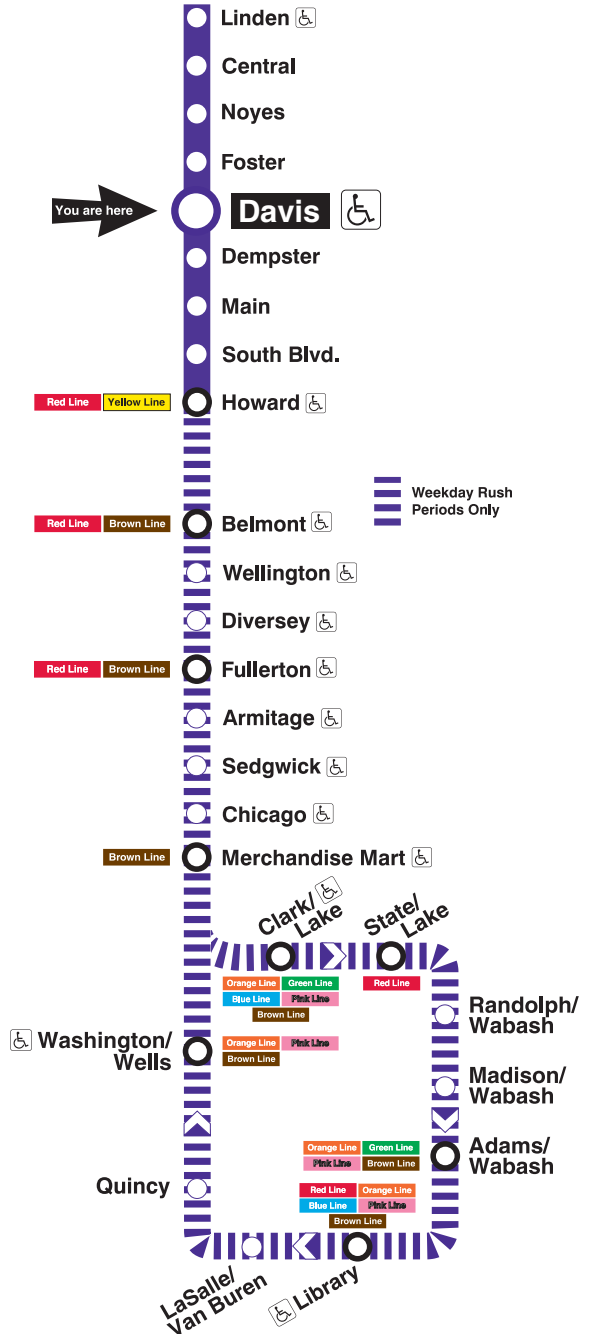 Linden
Central
Noyes
Foster
You are here
Davis
Dempster
Main
South Blvd.
Red Line Yellow Line
Howard
Weekday Rush
Periods Only
Red Line Brown Line
Belmont
Wellington
Diversey
Red Line Brown Line
Fullerton
Armitage
Sedgwick
Chicago
Brown Line
Merchandise Mart
Clark/
Lake
State/
Lake
Orange Line Green Line
Blue Line Pink Line
Brown Line
Red Line
Randolph/
Wabash
Washington/
Wells
Orange Line Pink Line
Brown Line
Madison/
Wabash
Orange Line Green Line
Pink Line Brown Line
Adams/
Wabash
Quincy
Red Line Orange Line
Blue Line Pink Line
Brown Line
LaSalle/
Van Buren
Library